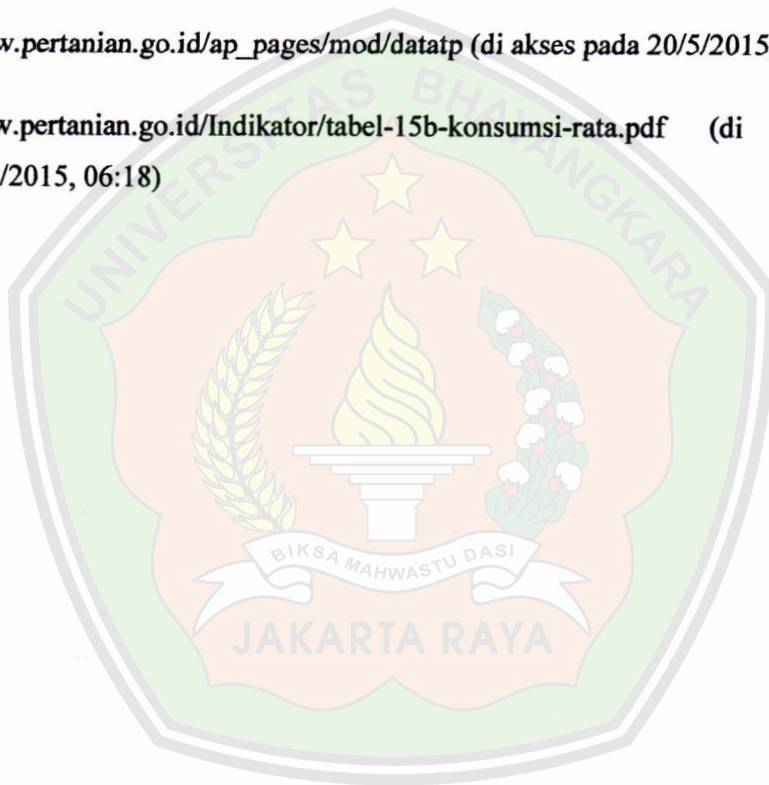 w.pertanian.go.id/ap_pages/mod/datatp (di akses pada 20/5/2015
w.pertanian.go.id/Indikator/tabel-15b-konsumsi-rata.pdf (di
/2015, 06:18)
UNIVERSITAS BHAYANGKARA
BIKSA MAHWASTU DASI
JAKARTA RAYA